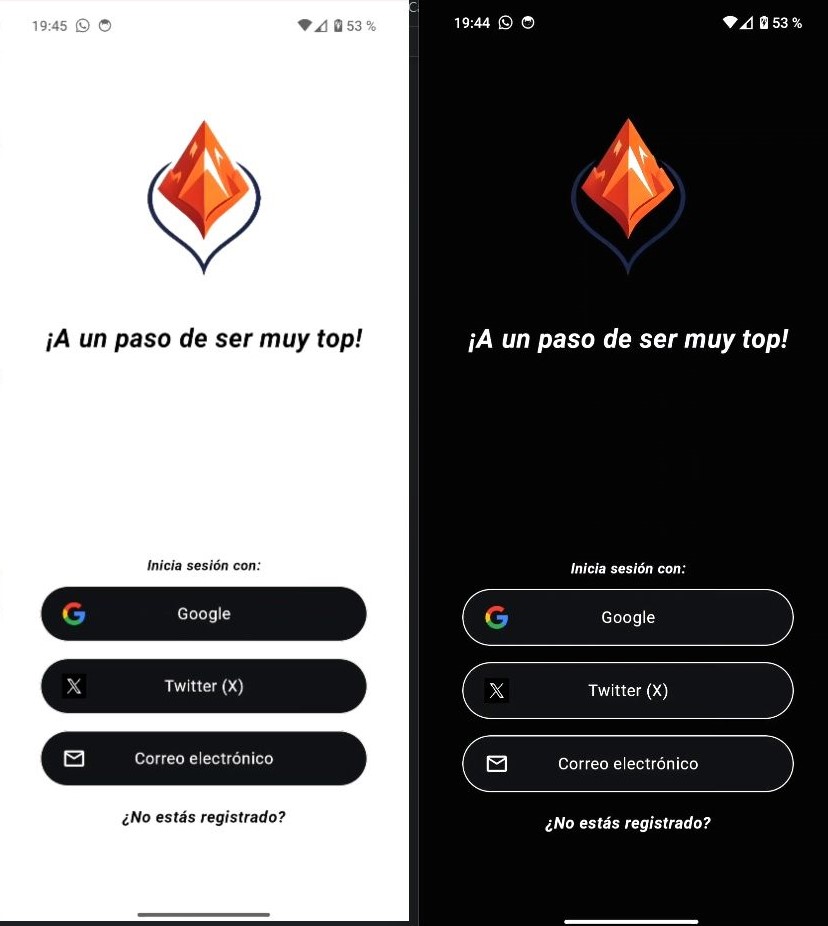 19:45 53 %
¡A un paso de ser muy top!
Inicia sesión con:
Google
Twitter (X)
Correo electrónico
¿No estás registrado?
19:44 53 %
¡A un paso de ser muy top!
Inicia sesión con:
Google
Twitter (X)
Correo electrónico
¿No estás registrado?